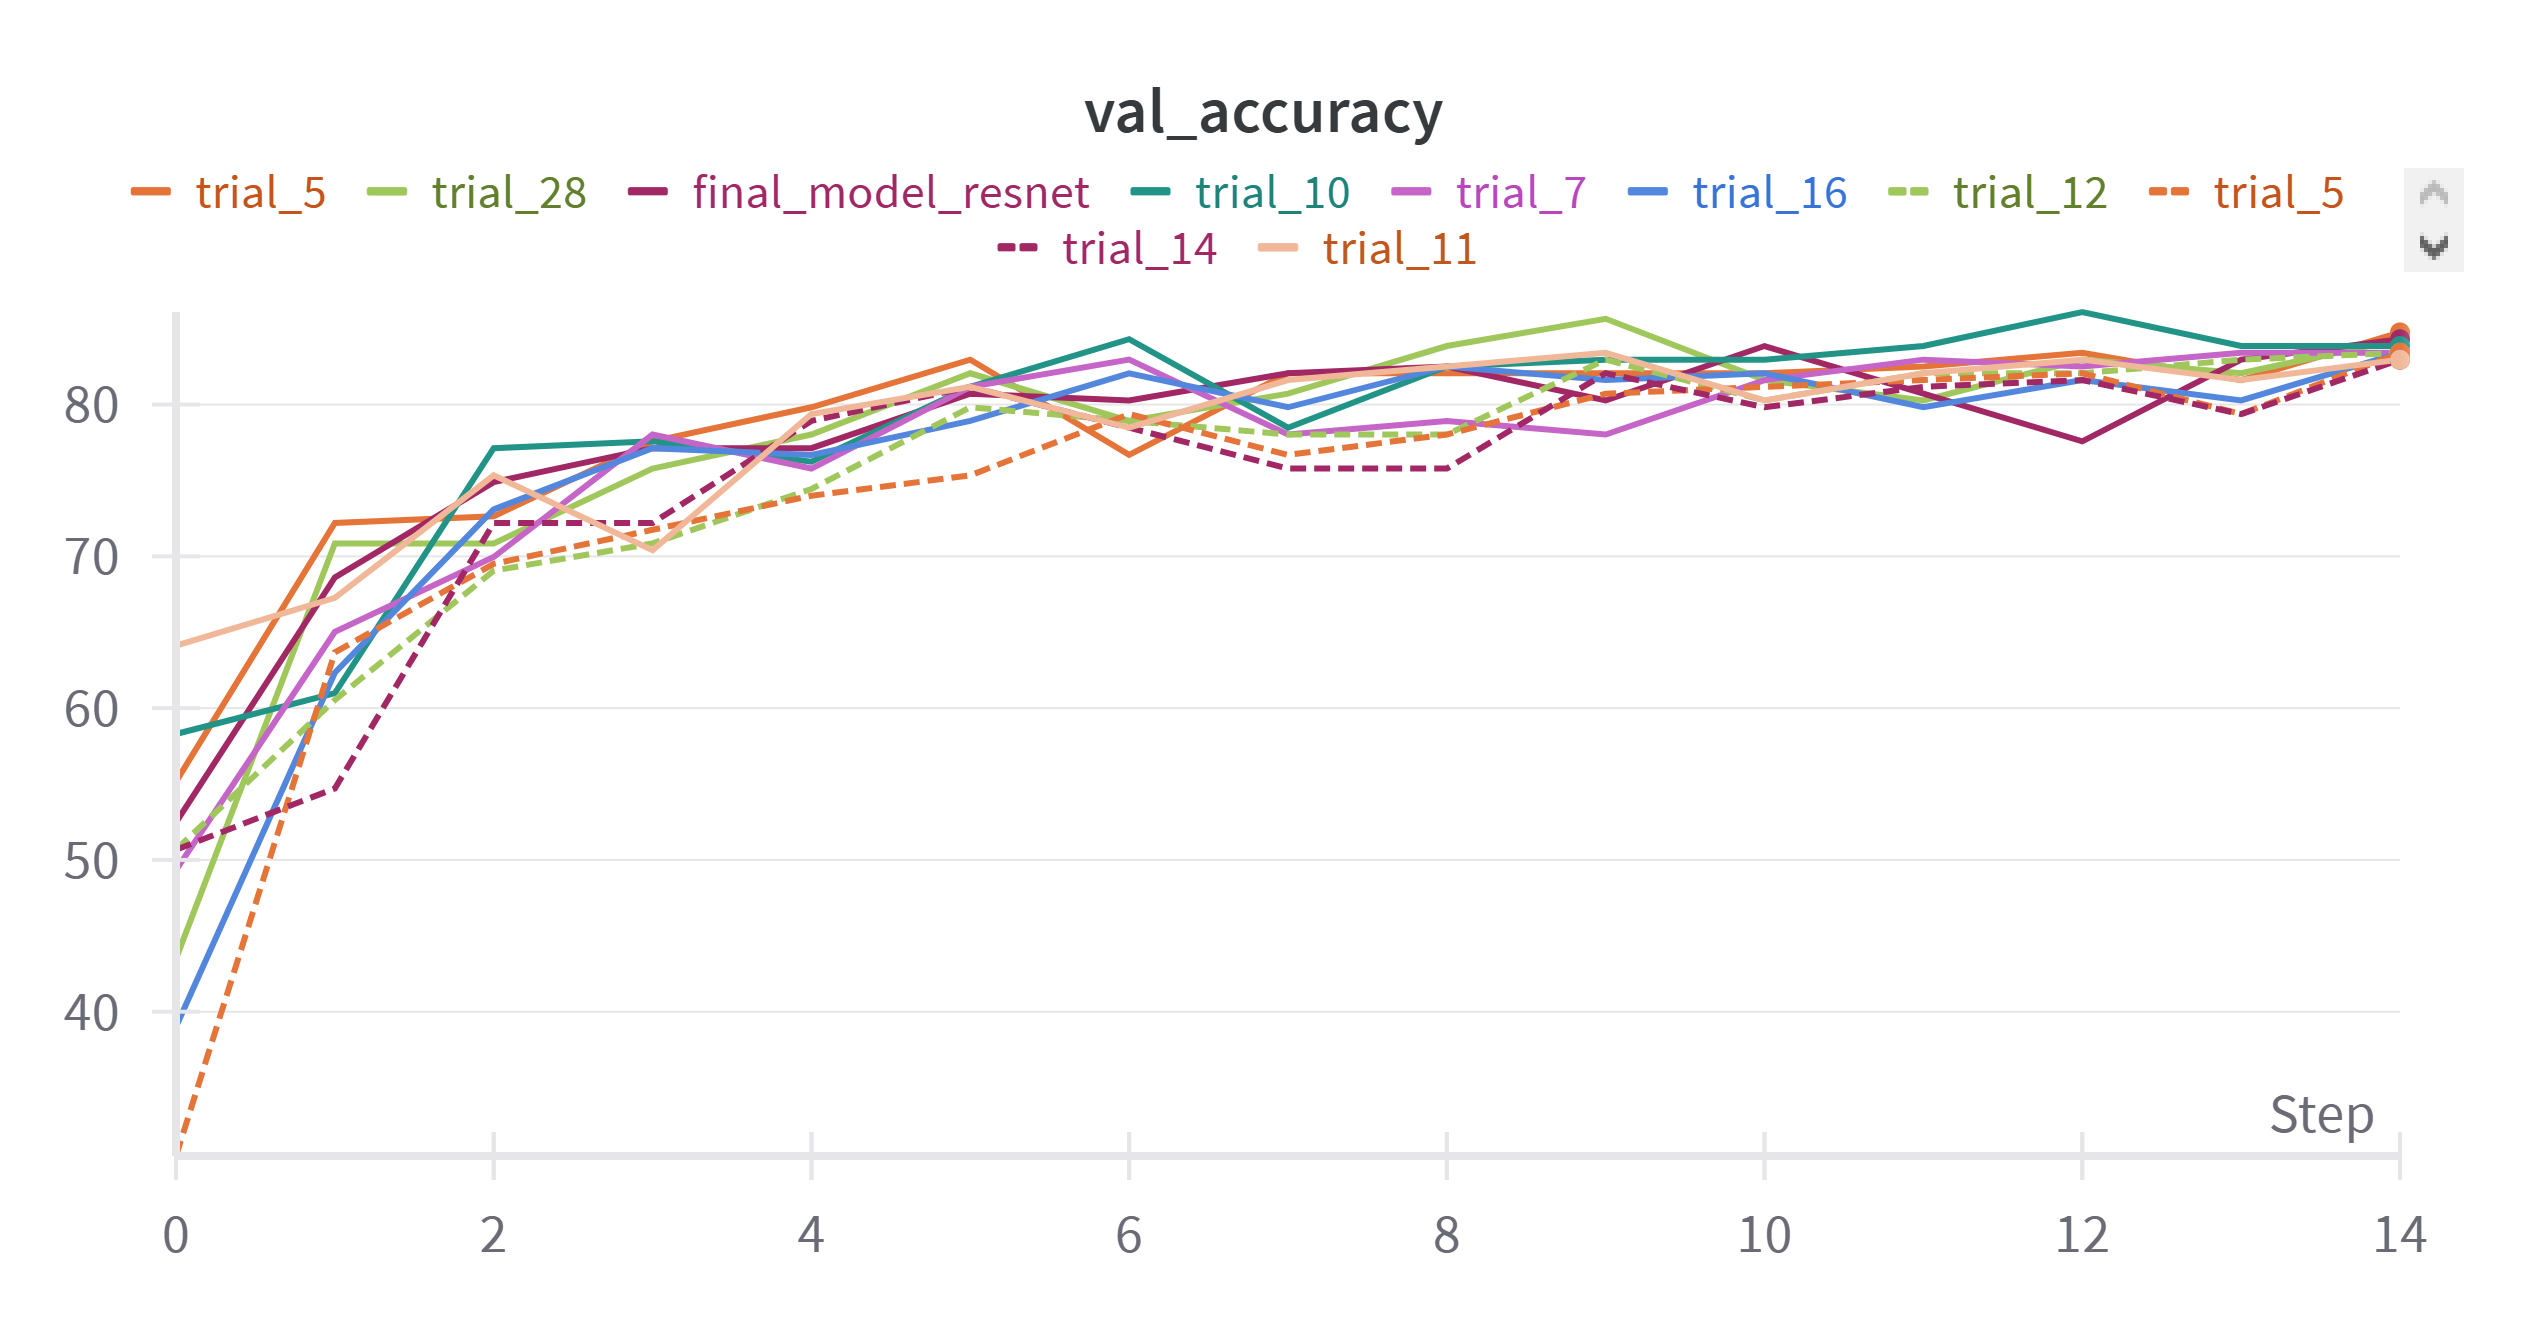 val_accuracy
trial_5 trial_28 final_model_resnet trial_10 trial_7 trial_16 trial_12 trial_5
trial_14 trial_11
80
70
60
50
40
Step
0 2 4 6 8 10 12 14